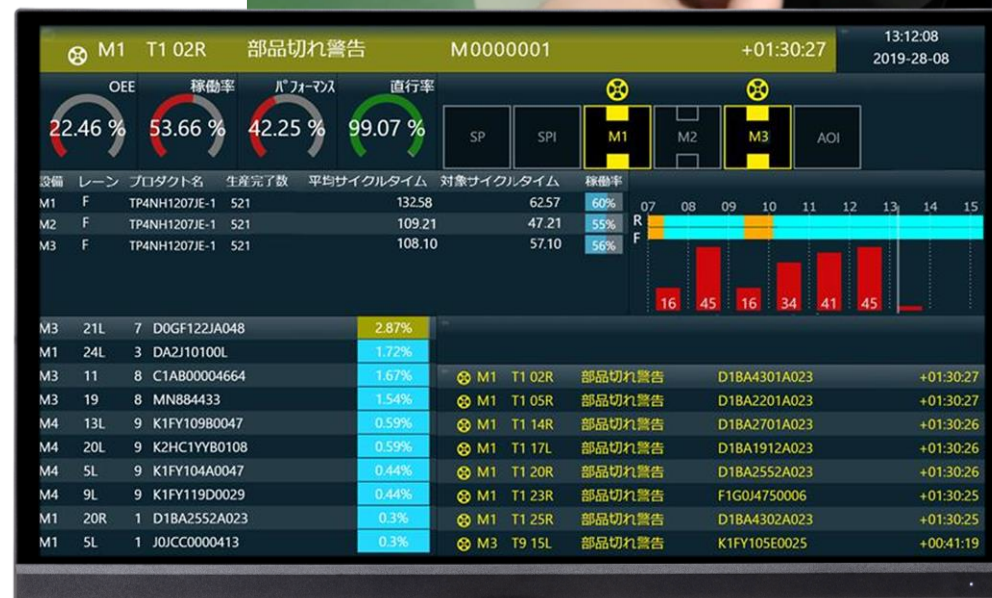 M1 T1 02R 部品切れ警告 M0000001 +01:30:27
13:12:08
2019-28-08
OEE 稼働率 パフォーマンス 直行率
22.46 % 53.66 % 42.25 % 99.07 %
SP SPI M1 M2 M3 AOI
設備 レーン プロダクト名 生産完了数 平均サイクルタイム 対象サイクルタイム 稼働率
M1 F TP4NH1207JE-1 521 132.58 62.57 60%
M2 F TP4NH1207JE-1 521 109.21 47.21 55%
M3 F TP4NH1207JE-1 521 108.10 57.10 56%
07 08 09 10 11 12 13 14 15
R
F
16 45 16 34 41 45
M3 21L 7 D0GF122JA048 2.87%
M1 24L 3 DA2J10100L 1.72%
M3 11 8 C1AB00004664 1.67%
M3 19 8 MN884433 1.54%
M4 13L 9 K1FY109B0047 0.59%
M4 20L 9 K2HC1YYB0108 0.59%
M4 5L 9 K1FY104A0047 0.44%
M4 9L 9 K1FY119D0029 0.44%
M1 20R 1 D1BA2552A023 0.3%
M1 5L 1 J0JCC0000413 0.3%
M1 T1 02R 部品切れ警告 D1BA4301A023 +01:30:27
M1 T1 05R 部品切れ警告 D1BA2201A023 +01:30:27
M1 T1 14R 部品切れ警告 D1BA2701A023 +01:30:26
M1 T1 17L 部品切れ警告 D1BA1912A023 +01:30:26
M1 T1 20R 部品切れ警告 D1BA2552A023 +01:30:26
M1 T1 23R 部品切れ警告 F1G0J4750006 +01:30:25
M1 T1 25R 部品切れ警告 D1BA4302A023 +01:30:25
M3 T9 15L 部品切れ警告 K1FY105E0025 +00:41:19